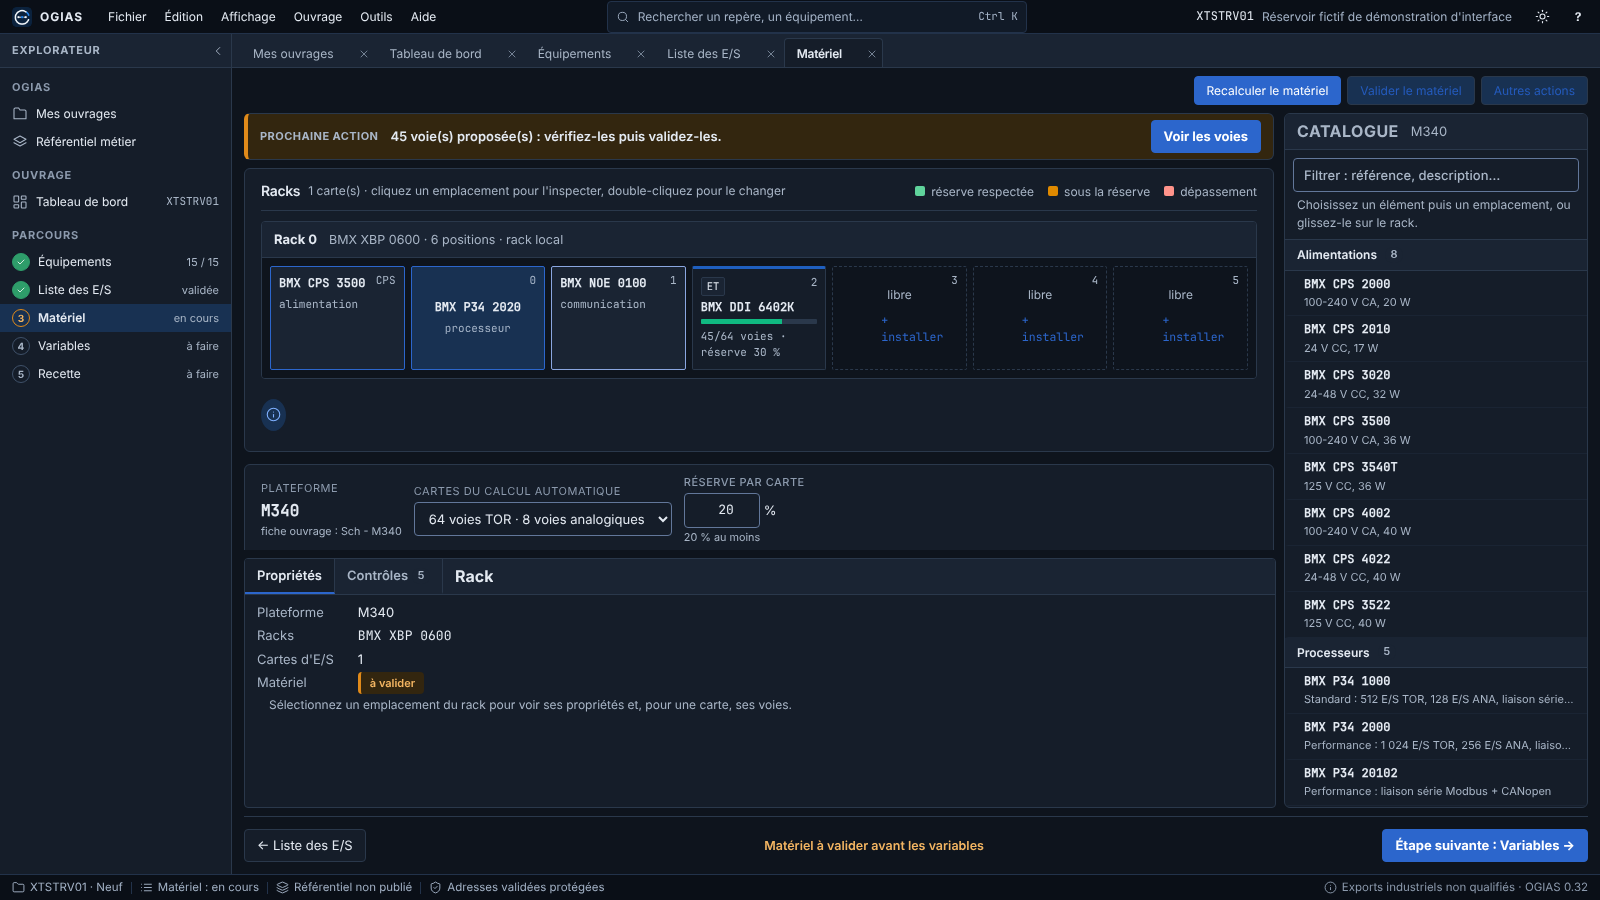 OGIAS Fichier Édition Affichage Ouvrage Outils Aide
Rechercher un repère, un équipement... Ctrl K
XTSTRV01 Réservoir fictif de démonstration d'interface ?
EXPLORATEUR
OGIAS
Mes ouvrages
Référentiel métier
OUVRAGE
Tableau de bord XTSTRV01
PARCOURS
Équipements 15 / 15
Liste des E/S validée
3 Matériel en cours
4 Variables à faire
5 Recette à faire
Mes ouvrages × Tableau de bord × Équipements × Liste des E/S × Matériel ×
Recalculer le matériel Valider le matériel Autres actions
PROCHAINE ACTION 45 voie(s) proposée(s) : vérifiez-les puis validez-les. Voir les voies
Racks 1 carte(s) · cliquez un emplacement pour l'inspecter, double-cliquez pour le changer
réserve respectée sous la réserve dépassement
Rack 0 BMX XBP 0600 · 6 positions · rack local
BMX CPS 3500 CPS
alimentation
0
BMX P34 2020
processeur
BMX NOE 0100 1
communication
ET 2
BMX DDI 6402K
45/64 voies ·
réserve 30 %
3
libre
+
installer
4
libre
+
installer
5
libre
+
installer
PLATEFORME
M340
fiche ouvrage : Sch - M340
CARTES DU CALCUL AUTOMATIQUE
64 voies TOR · 8 voies analogiques
RÉSERVE PAR CARTE
20 %
20 % au moins
Propriétés Contrôles 5 Rack
Plateforme M340
Racks BMX XBP 0600
Cartes d'E/S 1
Matériel à valider
Sélectionnez un emplacement du rack pour voir ses propriétés et, pour une carte, ses voies.
CATALOGUE M340
Filtrer : référence, description...
Choisissez un élément puis un emplacement, ou
glissez-le sur le rack.
Alimentations 8
BMX CPS 2000
100-240 V CA, 20 W
BMX CPS 2010
24 V CC, 17 W
BMX CPS 3020
24-48 V CC, 32 W
BMX CPS 3500
100-240 V CA, 36 W
BMX CPS 3540T
125 V CC, 36 W
BMX CPS 4002
100-240 V CA, 40 W
BMX CPS 4022
24-48 V CC, 40 W
BMX CPS 3522
125 V CC, 40 W
Processeurs 5
BMX P34 1000
Standard : 512 E/S TOR, 128 E/S ANA, liaison série...
BMX P34 2000
Performance : 1 024 E/S TOR, 256 E/S ANA, liaiso...
BMX P34 20102
Performance : liaison série Modbus + CANopen
← Liste des E/S
Matériel à valider avant les variables
Étape suivante : Variables →
XTSTRV01 · Neuf Matériel : en cours Référentiel non publié Adresses validées protégées
Exports industriels non qualifiés · OGIAS 0.32